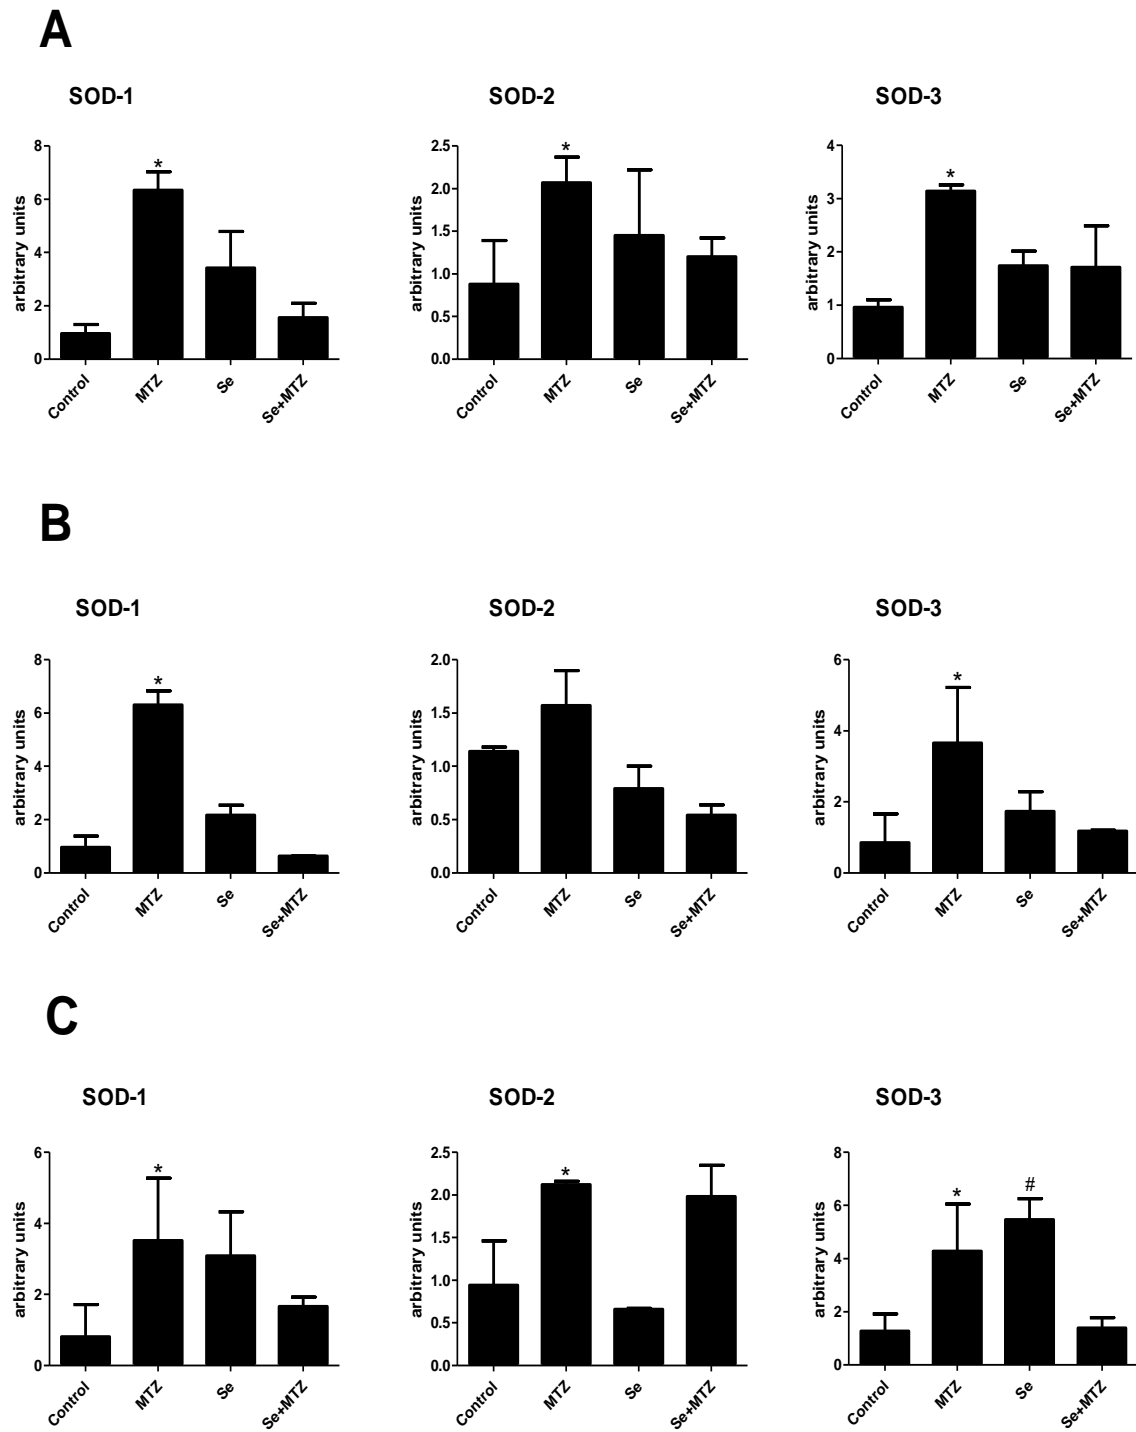 A
SOD-1
SOD-2
SOD-3
arbitrary units
8
6
4
2
0
*
Control
MTZ
Se
Se+MTZ
arbitrary units
2.5
2.0
1.5
1.0
0.5
0.0
*
Control
MTZ
Se
Se+MTZ
arbitrary units
4
3
2
1
0
*
Control
MTZ
Se
Se+MTZ
B
SOD-1
SOD-2
SOD-3
arbitrary units
8
6
4
2
0
*
Control
MTZ
Se
Se+MTZ
arbitrary units
2.0
1.5
1.0
0.5
0.0
Control
MTZ
Se
Se+MTZ
arbitrary units
6
4
2
0
*
Control
MTZ
Se
Se+MTZ
C
SOD-1
SOD-2
SOD-3
arbitrary units
6
4
2
0
*
Control
MTZ
Se
Se+MTZ
arbitrary units
2.5
2.0
1.5
1.0
0.5
0.0
*
Control
MTZ
Se
Se+MTZ
arbitrary units
8
6
4
2
0
*
#
Control
MTZ
Se
Se+MTZ